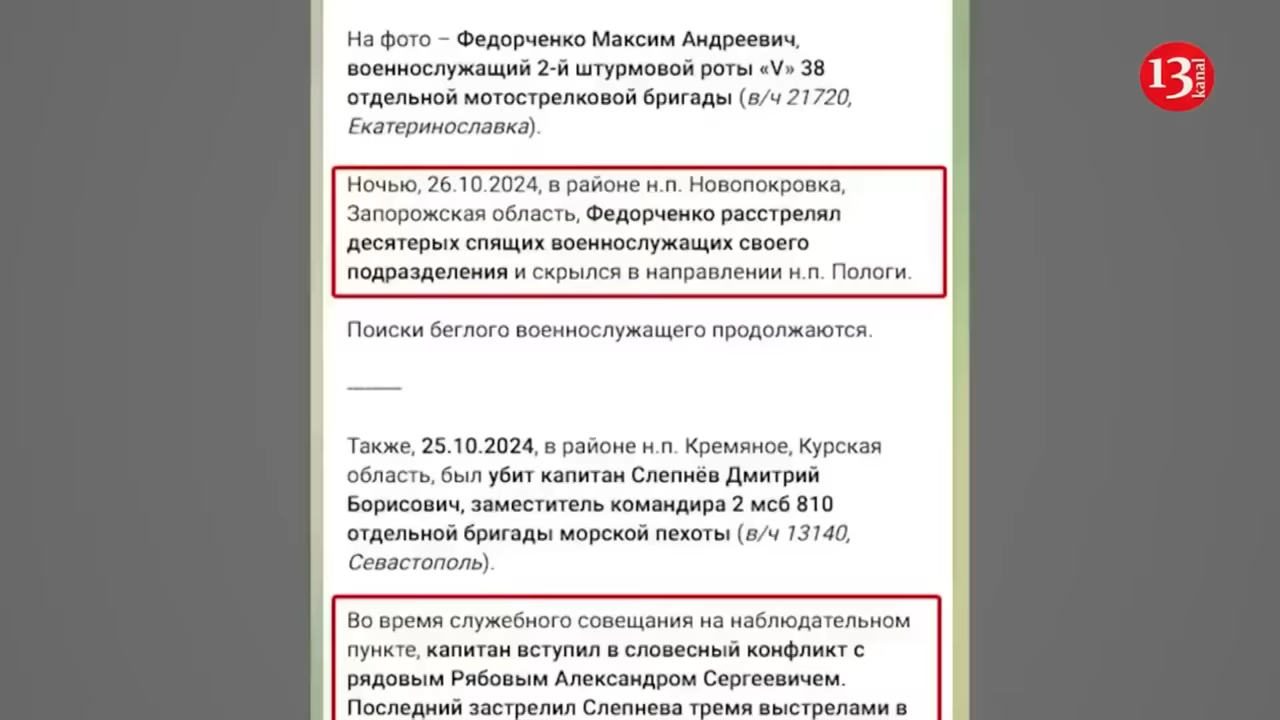 На фото – Федорченко Максим Андреевич,
военнослужащий 2-й штурмовой роты «V» 38
отдельной мотострелковой бригады (в/ч 21720,
Екатеринославка).
Ночью, 26.10.2024, в районе н.п. Новопокровка,
Запорожская область, Федорченко расстрелял
десятерых спящих военнослужащих своего
подразделения и скрылся в направлении н.п. Пологи.
Поиски беглого военнослужащего продолжаются.
Также, 25.10.2024, в районе н.п. Кремяное, Курская
область, был убит капитан Слепнёв Дмитрий
Борисович, заместитель командира 2 мсб 810
отдельной бригады морской пехоты (в/ч 13140,
Севастополь).
Во время служебного совещания на наблюдательном
пункте, капитан вступил в словесный конфликт с
рядовым Рябовым Александром Сергеевичем.
Последний застрелил Слепнева тремя выстрелами в
13 kanal